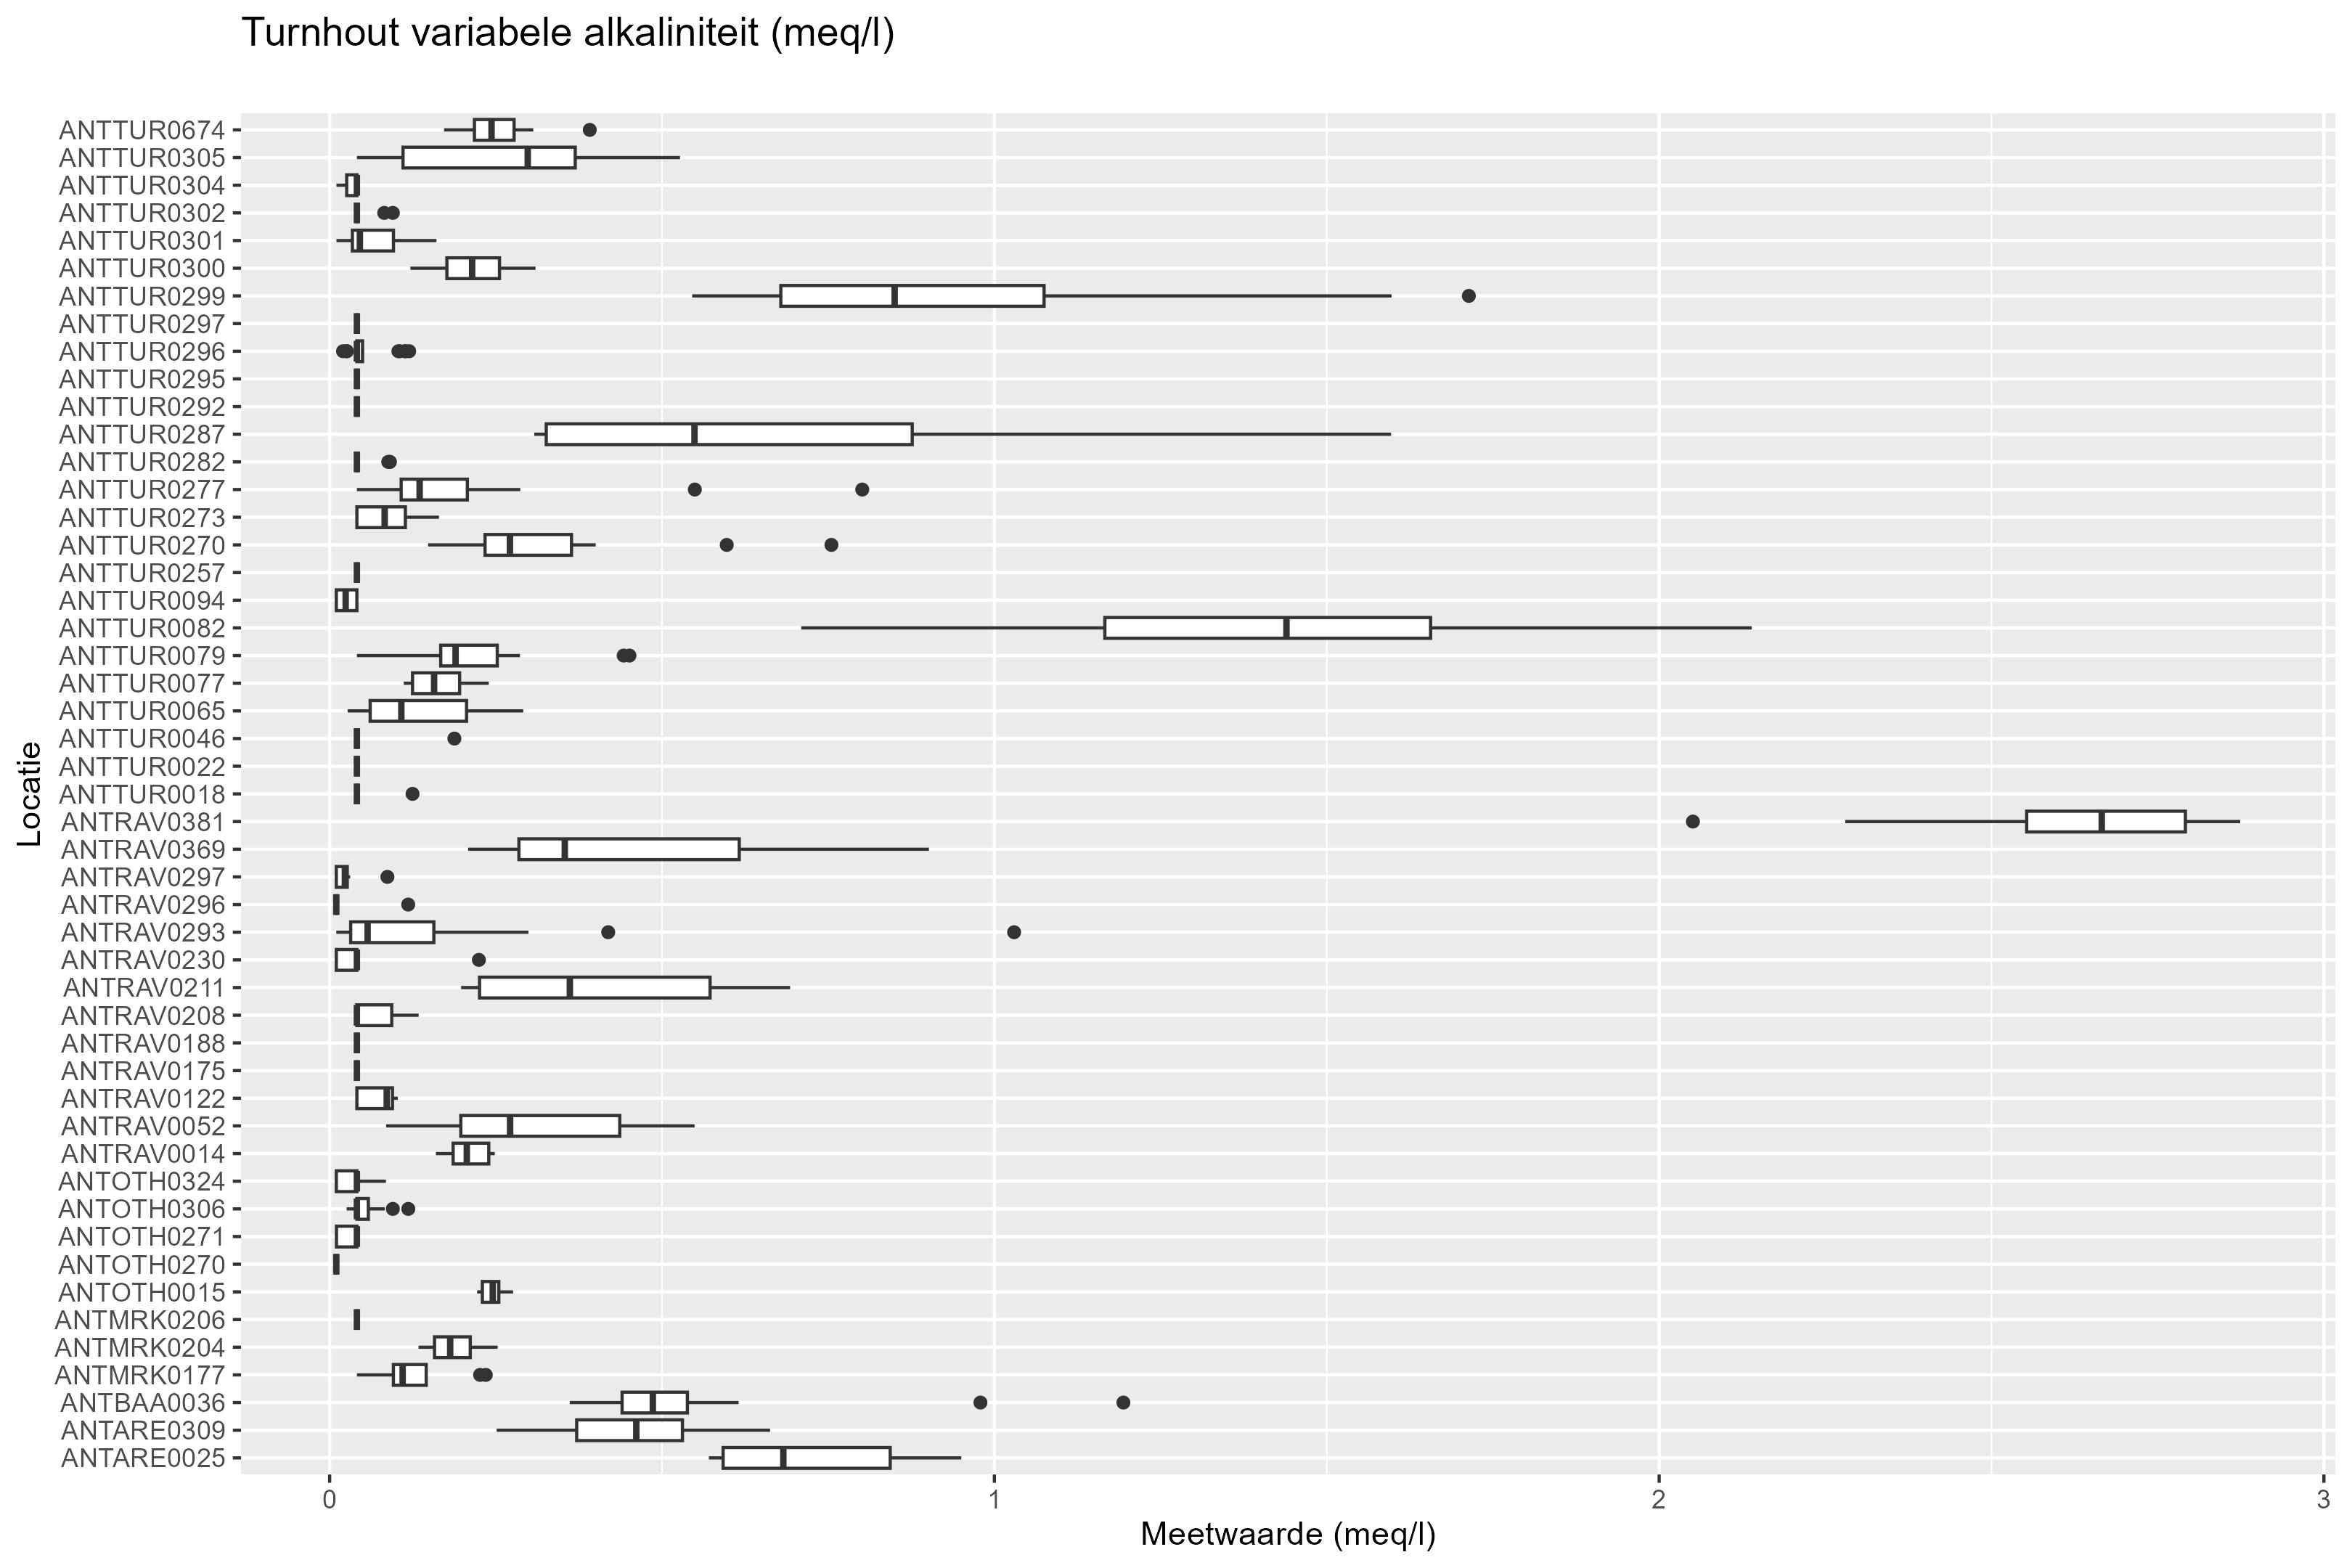 Turnhout variabele alkaliniteit (meq/l)
ANTTUR0674
ANTTUR0305
ANTTUR0304
ANTTUR0302
ANTTUR0301
ANTTUR0300
ANTTUR0299
ANTTUR0297
ANTTUR0296
ANTTUR0295
ANTTUR0292
ANTTUR0287
ANTTUR0282
ANTTUR0277
ANTTUR0273
ANTTUR0270
ANTTUR0257
ANTTUR0094
ANTTUR0082
ANTTUR0079
ANTTUR0077
ANTTUR0065
ANTTUR0046
ANTTUR0022
ANTTUR0018
ANTRAV0381
ANTRAV0369
ANTRAV0297
ANTRAV0296
ANTRAV0293
ANTRAV0230
ANTRAV0211
ANTRAV0208
ANTRAV0188
ANTRAV0175
ANTRAV0122
ANTRAV0052
ANTRAV0014
ANTOTH0324
ANTOTH0306
ANTOTH0271
ANTOTH0270
ANTOTH0015
ANTMRK0206
ANTMRK0204
ANTMRK0177
ANTBAA0036
ANTARE0309
ANTARE0025
Locatie
0 1 2 3
Meetwaarde (meq/l)